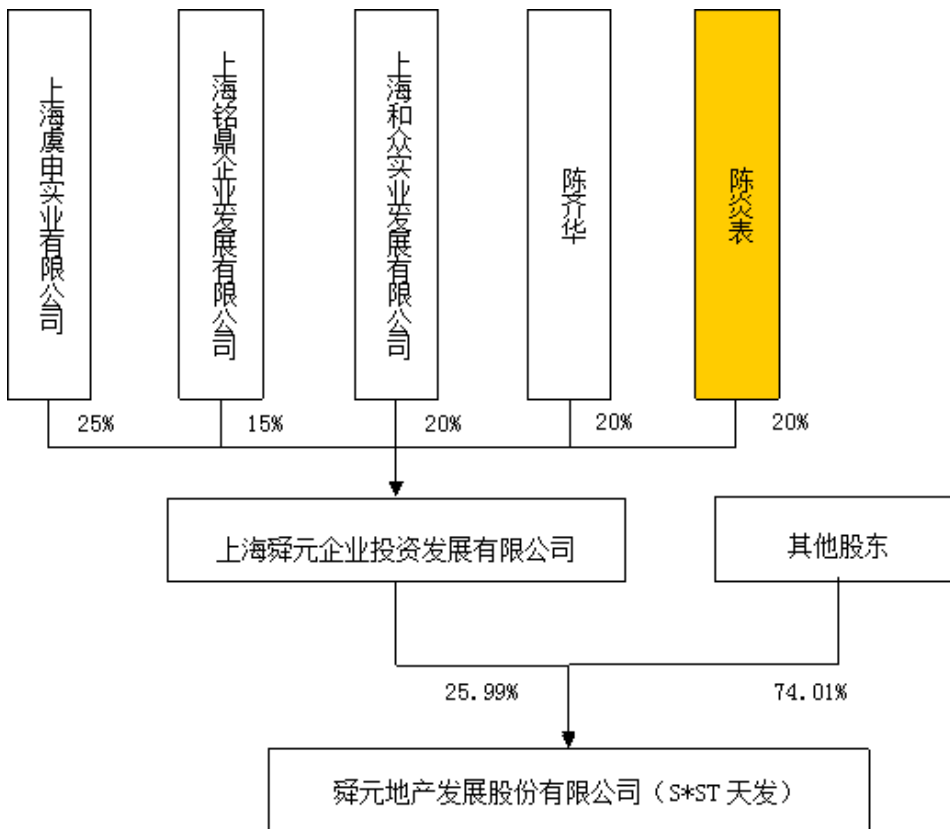 上海虞申实业有限公司
上海铭鼎企业发展有限公司
上海和众实业发展有限公司
陈齐华
陈炎表
25%
15%
20%
20%
20%
上海舜元企业投资发展有限公司
其他股东
25.99%
74.01%
舜元地产发展股份有限公司（S*ST 天发）